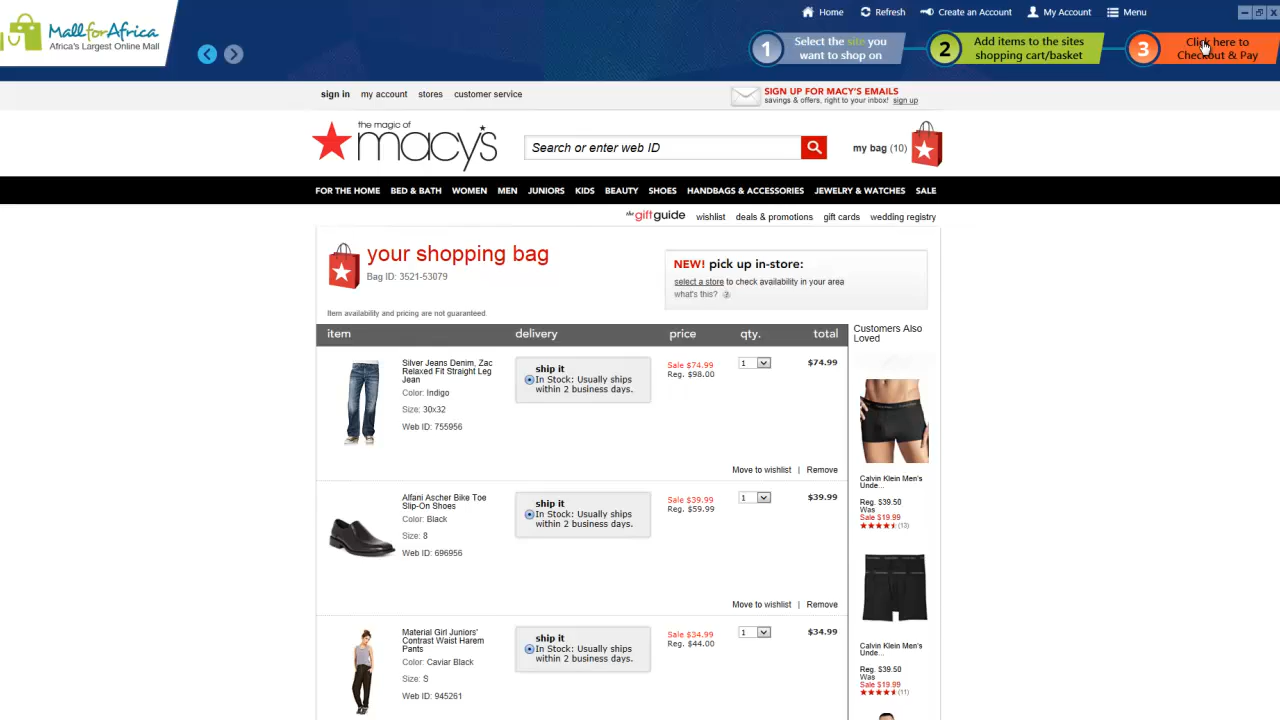 MallforAfrica
Africa's Largest Online Mall
Home
Refresh
Create an Account
My Account
Menu
1
Select the site you
want to shop on
2
Add items to the sites
shopping cart/basket
3
Click here to
Checkout & Pay
sign in
my account
stores
customer service
SIGN UP FOR MACY'S EMAILS
savings & offers, right to your inbox! sign up
the magic of
macy's
Search or enter web ID
my bag (10)
FOR THE HOME
BED & BATH
WOMEN
MEN
JUNIORS
KIDS
BEAUTY
SHOES
HANDBAGS & ACCESSORIES
JEWELRY & WATCHES
SALE
the giftguide
wishlist
deals & promotions
gift cards
wedding registry
your shopping bag
Bag ID: 3521-53079
NEW! pick up in-store:
select a store to check availability in your area
what's this? ?
Item availability and pricing are not guaranteed
item
delivery
price
qty.
total
Silver Jeans Denim, Zac
Relaxed Fit Straight Leg
Jean
Color: Indigo
Size: 30x32
Web ID: 755956
ship it
In Stock: Usually ships
within 2 business days.
Sale $74.99
Reg. $98.00
1
$74.99
Move to wishlist | Remove
Alfani Ascher Bike Toe
Slip-On Shoes
Color: Black
Size: 8
Web ID: 696956
ship it
In Stock: Usually ships
within 2 business days.
Sale $39.99
Reg. $59.99
1
$39.99
Move to wishlist | Remove
Material Girl Juniors'
Contrast Waist Harem
Pants
Color: Caviar Black
Size: S
Web ID: 945261
ship it
In Stock: Usually ships
within 2 business days.
Sale $34.99
Reg. $44.00
1
$34.99
Customers Also
Loved
Calvin Klein Men's
Unde...
Reg. $39.50
Was
Sale $19.99
(13)
Calvin Klein Men's
Unde...
Reg. $39.50
Was
Sale $19.99
(11)